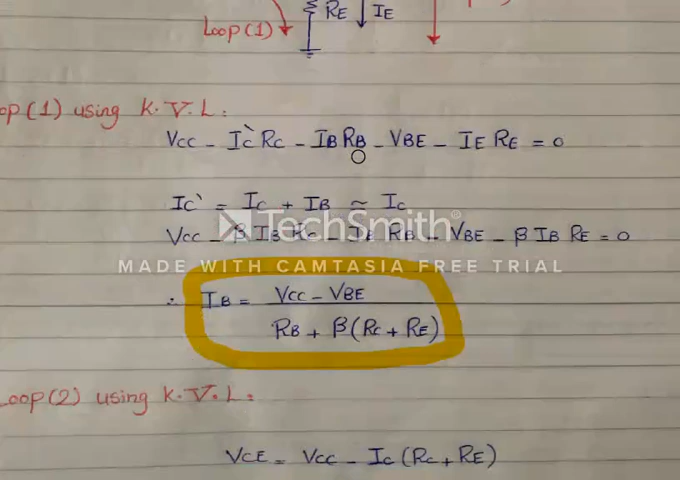 RE IE
Loop(1)
op(1) using K.V.L:
VCC - IC` RC - IB RB - VBE - IE RE = 0
IC` = IC + IB ≃ IC
TechSmith®
VCC - β IB RC - IB RB - VBE - β IB RE = 0
MADE WITH CAMTASIA FREE TRIAL
∴ IB = VCC - VBE
RB + β(RC + RE)
Loop(2) using K.V.L:
VCE = VCC - IC (RC + RE)